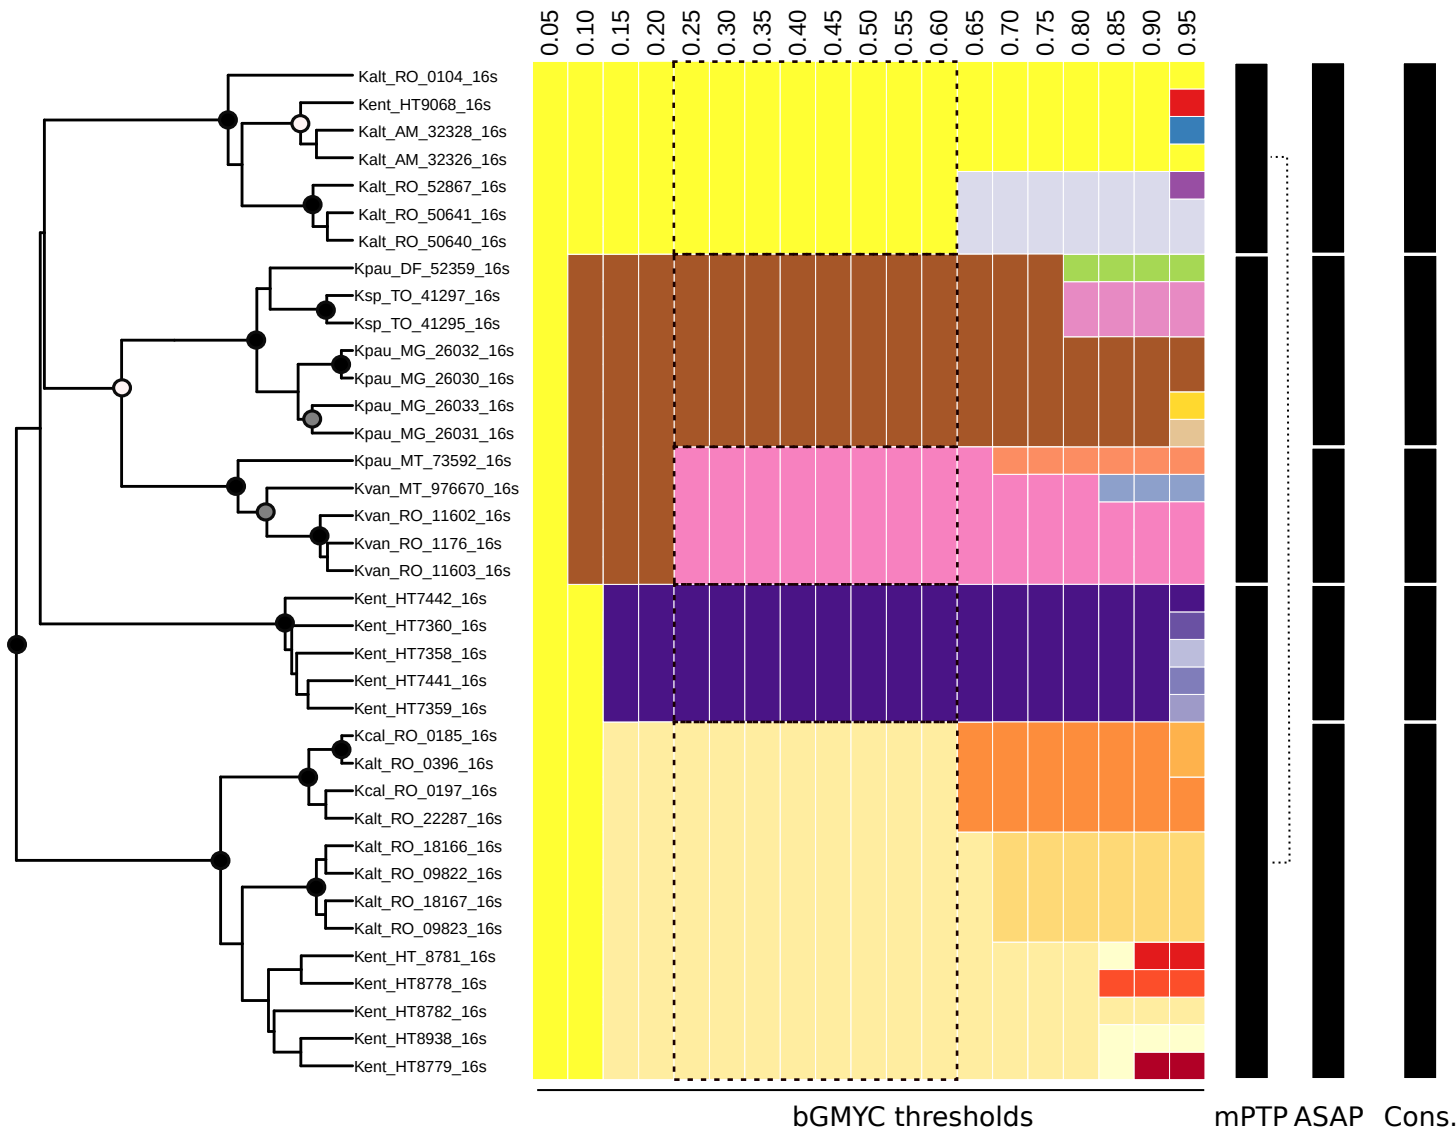 0.05 0.10 0.15 0.20 0.25 0.30 0.35 0.40 0.45 0.50 0.55 0.60 0.65 0.70 0.75 0.80 0.85 0.90 0.95
Kalt_RO_0104_16s
Kent_HT9068_16s
Kalt_AM_32328_16s
Kalt_AM_32326_16s
Kalt_RO_52867_16s
Kalt_RO_50641_16s
Kalt_RO_50640_16s
Kpau_DF_52359_16s
Ksp_TO_41297_16s
Ksp_TO_41295_16s
Kpau_MG_26032_16s
Kpau_MG_26030_16s
Kpau_MG_26033_16s
Kpau_MG_26031_16s
Kpau_MT_73592_16s
Kvan_MT_976670_16s
Kvan_RO_11602_16s
Kvan_RO_1176_16s
Kvan_RO_11603_16s
Kent_HT7442_16s
Kent_HT7360_16s
Kent_HT7358_16s
Kent_HT7441_16s
Kent_HT7359_16s
Kcal_RO_0185_16s
Kalt_RO_0396_16s
Kcal_RO_0197_16s
Kalt_RO_22287_16s
Kalt_RO_18166_16s
Kalt_RO_09822_16s
Kalt_RO_18167_16s
Kalt_RO_09823_16s
Kent_HT_8781_16s
Kent_HT8778_16s
Kent_HT8782_16s
Kent_HT8938_16s
Kent_HT8779_16s
bGMYC thresholds mPTP ASAP Cons.